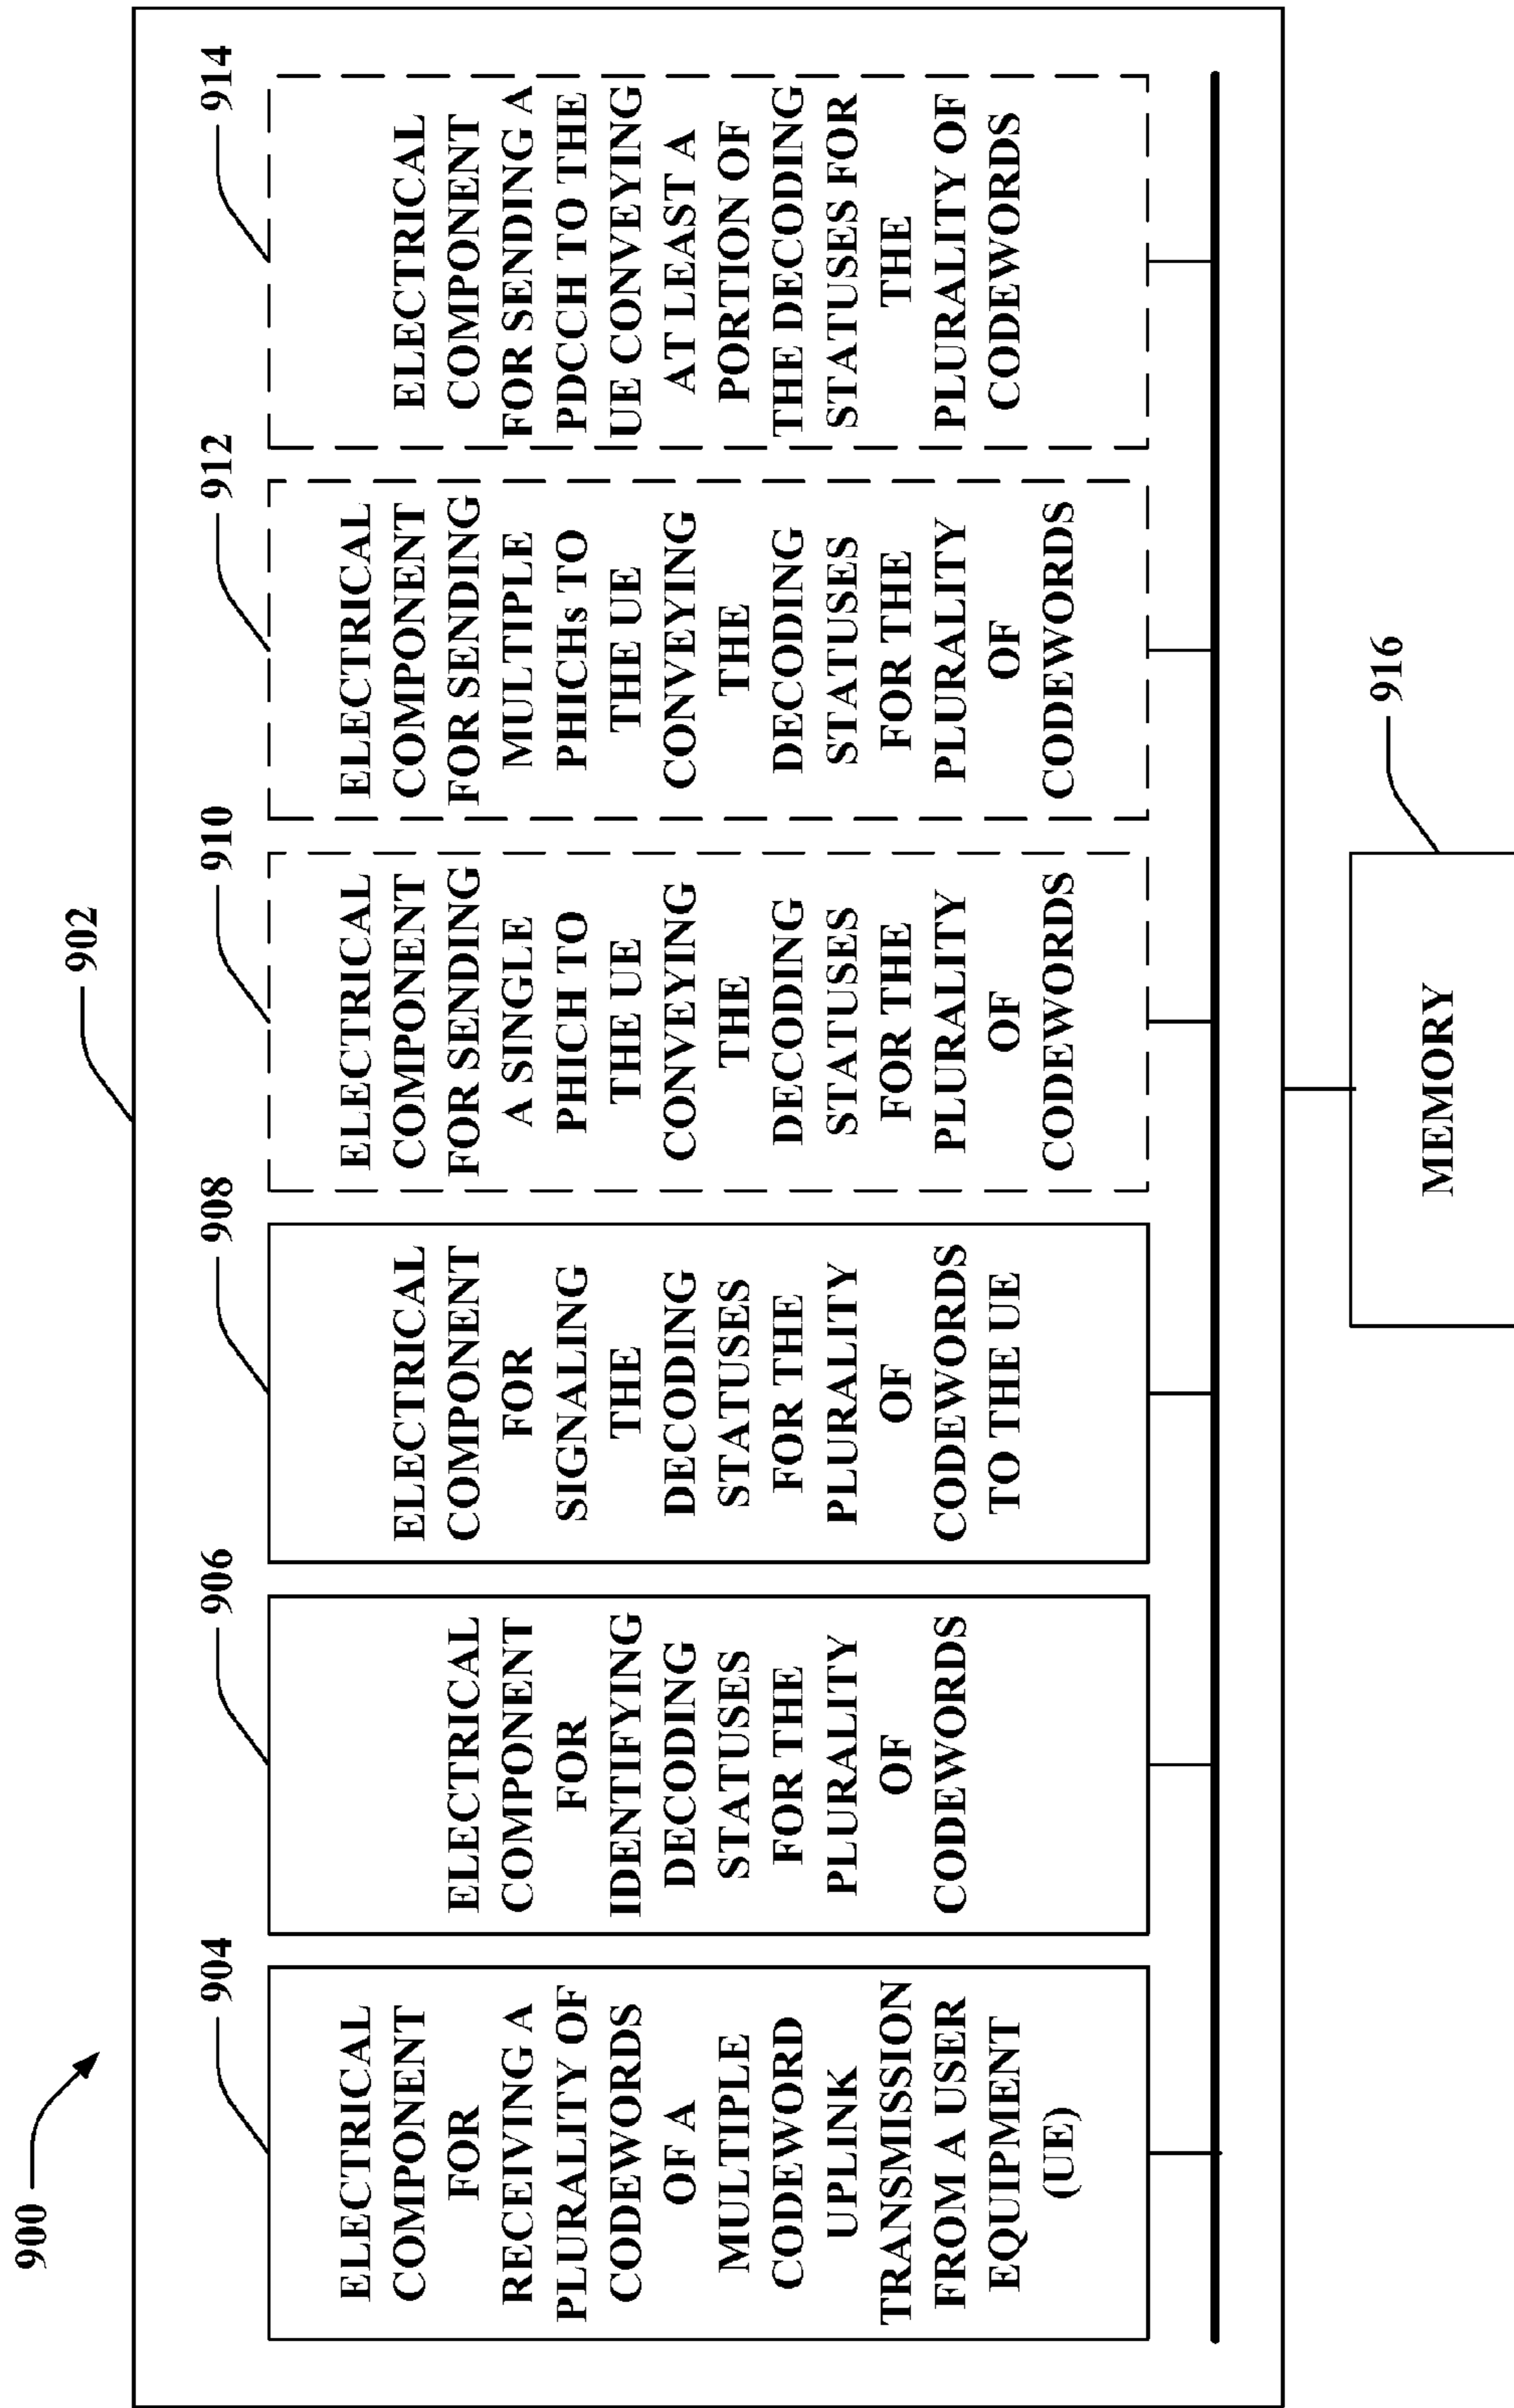 900
902
904
ELECTRICAL
COMPONENT
FOR
RECEIVING A
PLURALITY OF
CODEWORDS
OF A
MULTIPLE
CODEWORD
UPLINK
TRANSMISSION
FROM A USER
EQUIPMENT
(UE)
906
ELECTRICAL
COMPONENT
FOR
IDENTIFYING
DECODING
STATUSES
FOR THE
PLURALITY
OF
CODEWORDS
908
ELECTRICAL
COMPONENT
FOR
SIGNALING
THE
DECODING
STATUSES
FOR THE
PLURALITY
OF
CODEWORDS
TO THE UE
910
ELECTRICAL
COMPONENT
FOR SENDING
A SINGLE
PHICH TO
THE UE
CONVEYING
THE
DECODING
STATUSES
FOR THE
PLURALITY
OF
CODEWORDS
912
ELECTRICAL
COMPONENT
FOR SENDING
MULTIPLE
PHICHs TO
THE UE
CONVEYING
THE
DECODING
STATUSES
FOR THE
PLURALITY
OF
CODEWORDS
914
ELECTRICAL
COMPONENT
FOR SENDING A
PDCCH TO THE
UE CONVEYING
AT LEAST A
PORTION OF
THE DECODING
STATUSES FOR
THE
PLURALITY OF
CODEWORDS
916
MEMORY